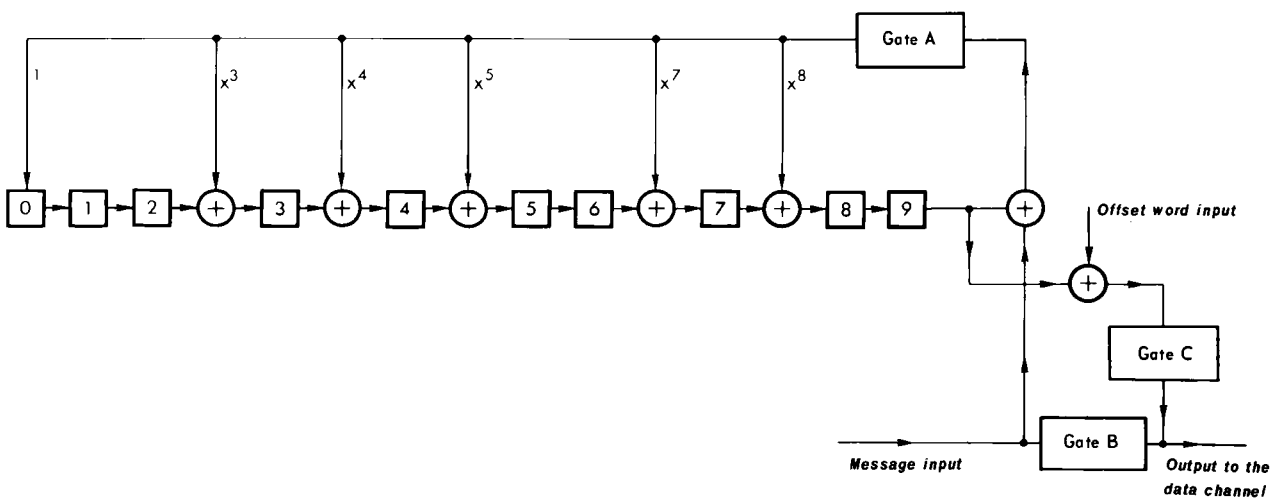 Gate A
1
x³
x⁴
x⁵
x⁷
x⁸
0 1 2 + 3 + 4 + 5 6 + 7 + 8 9 +
Offset word input
+
Gate C
Gate B
Message input
Output to the
data channel